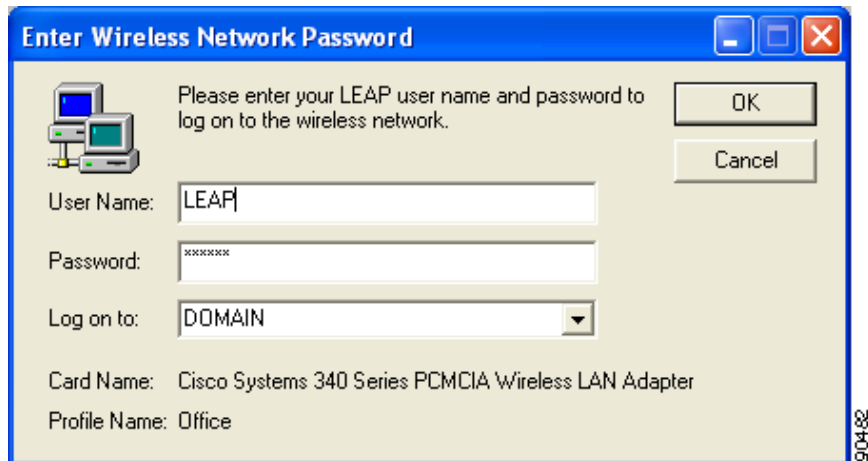 Enter Wireless Network Password
Please enter your LEAP user name and password to
log on to the wireless network.
OK
Cancel
User Name: LEAP
Password: ××××××
Log on to: DOMAIN
Card Name: Cisco Systems 340 Series PCMCIA Wireless LAN Adapter
Profile Name: Office
90482